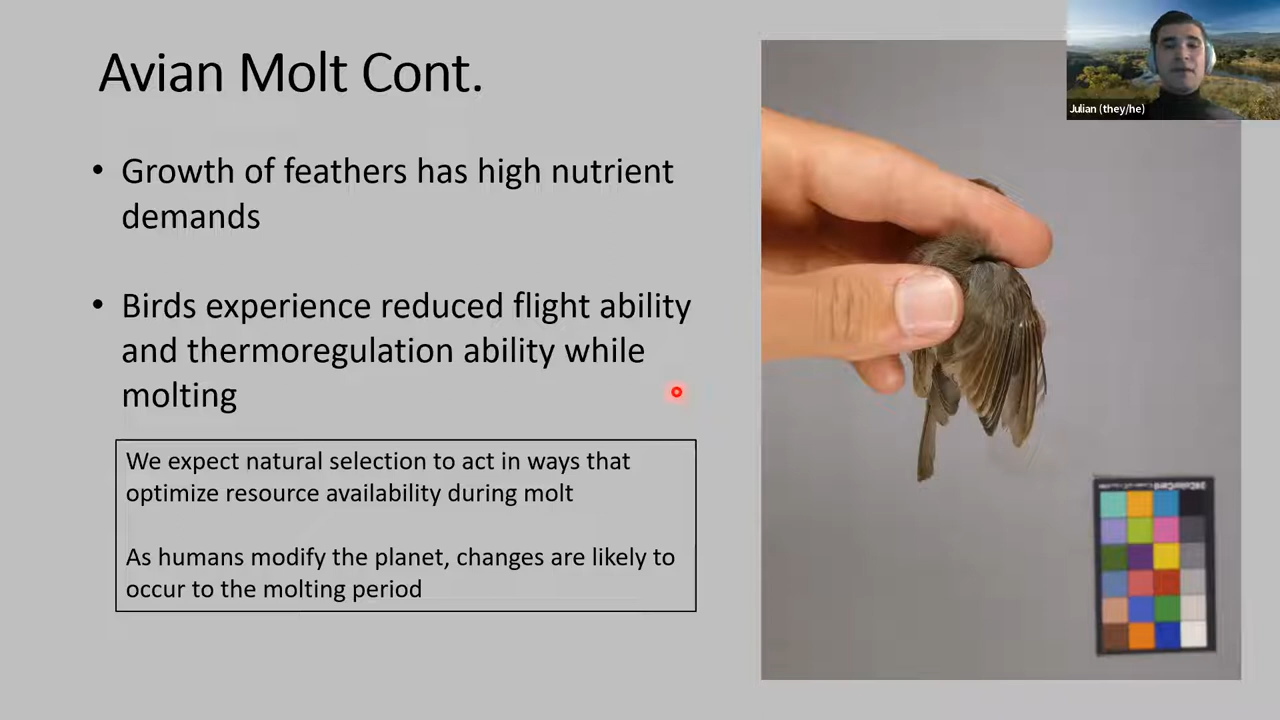 Avian Molt Cont.
• Growth of feathers has high nutrient
demands
• Birds experience reduced flight ability
and thermoregulation ability while
molting
We expect natural selection to act in ways that
optimize resource availability during molt
As humans modify the planet, changes are likely to
occur to the molting period
Julian (they/he)